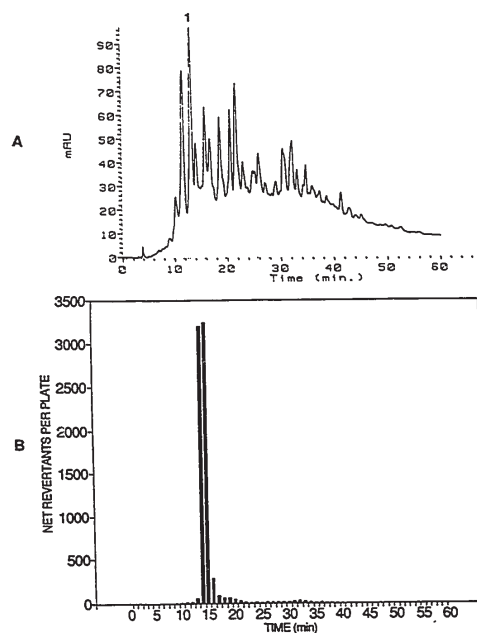 1
90
80
70
60
50
40
30
20
10
0
mAU
A
0 10 20 30 40 50 60
Time (min.)
3500
3000
2500
2000
1500
1000
500
0
NET REVERTANTS PER PLATE
B
0 5 10 15 20 25 30 35 40 45 50 55 60
TIME (min)